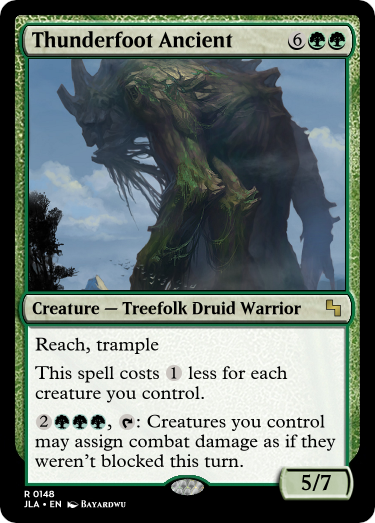 Thunderfoot Ancient 6
Creature — Treefolk Druid Warrior
Reach, trample
This spell costs 1 less for each
creature you control.
2 , : Creatures you control
may assign combat damage as if they
weren't blocked this turn.
5/7
R 0148
JLA • EN Bayardwu